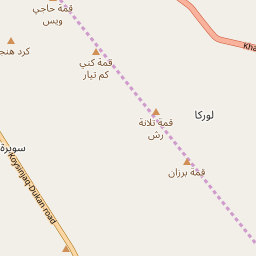 قمة حاجي
ويس
كرد هنج
قمة كني
كم تيار
Kha
لوركا
قمة تلانة
رش
سويرة
قمة برزان
Koysinjaq-Dukan road